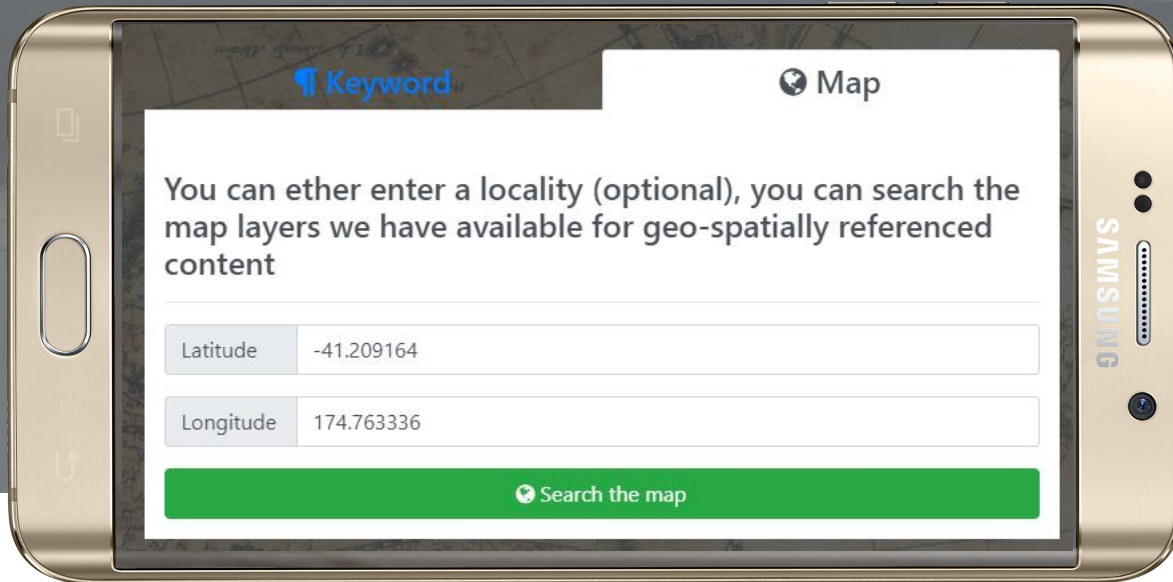 ¶ Keyword
Map
You can ether enter a locality (optional), you can search the
map layers we have available for geo-spatially referenced
content
Latitude -41.209164
Longitude 174.763336
Search the map
SAMSUNG